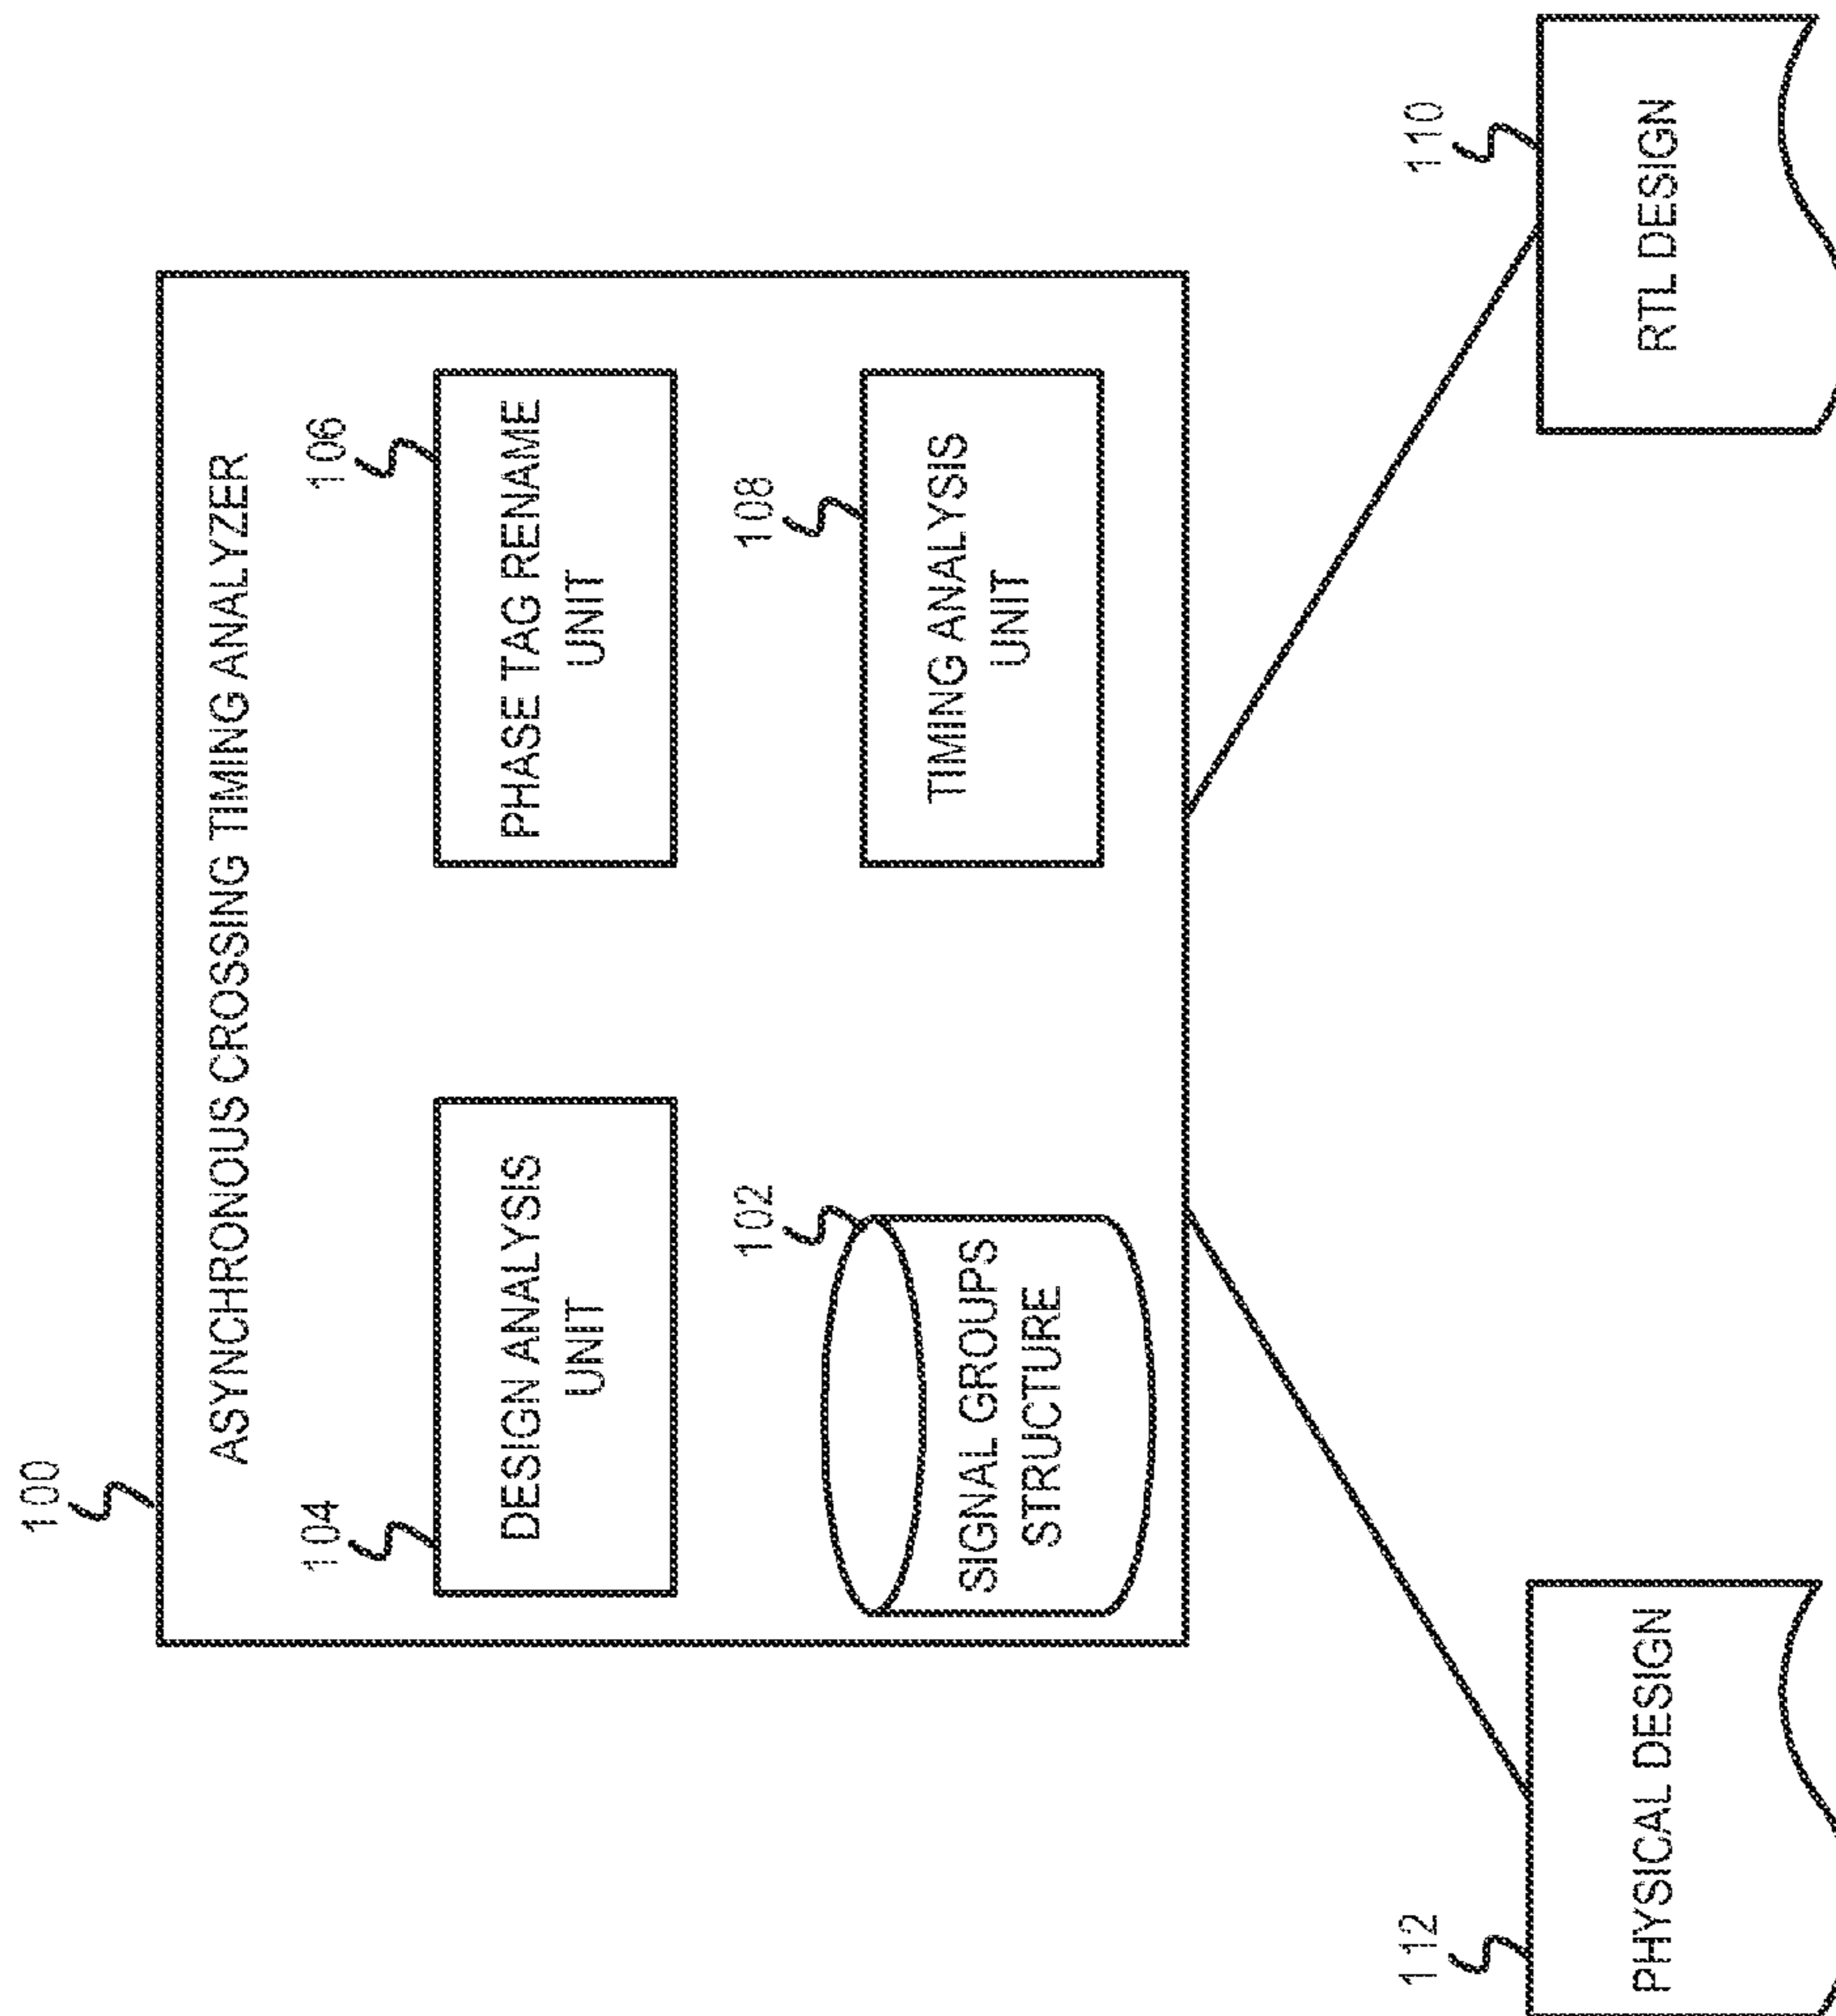 100
ASYNCHRONOUS CROSSING TIMING ANALYZER
104
DESIGN ANALYSIS
UNIT
106
PHASE TAG RENAME
UNIT
102
SIGNAL GROUPS
STRUCTURE
108
TIMING ANALYSIS
UNIT
112
PHYSICAL DESIGN
110
RTL DESIGN